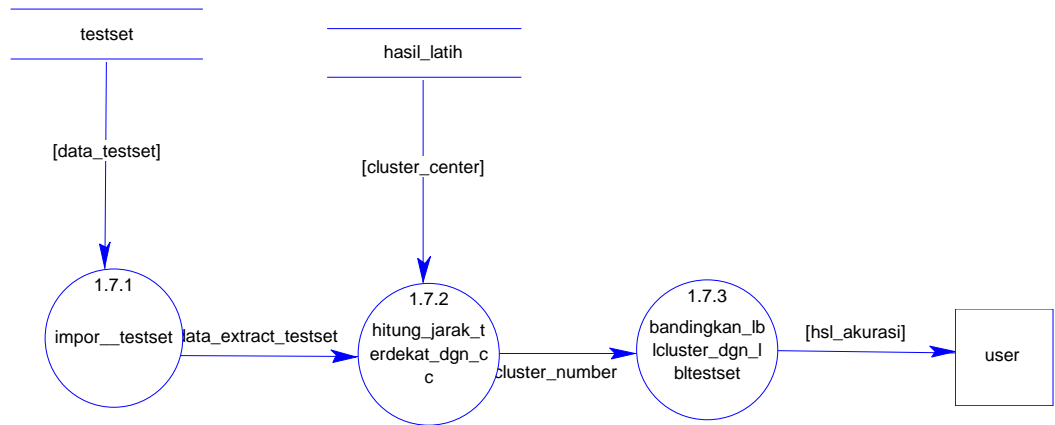 testset
hasil_latih
[data_testset]
[cluster_center]
1.7.1
impor__testset
data_extract_testset
1.7.2
hitung_jarak_t
erdekat_dgn_c
c
cluster_number
1.7.3
bandingkan_lb
lcluster_dgn_l
bltestset
[hsl_akurasi]
user